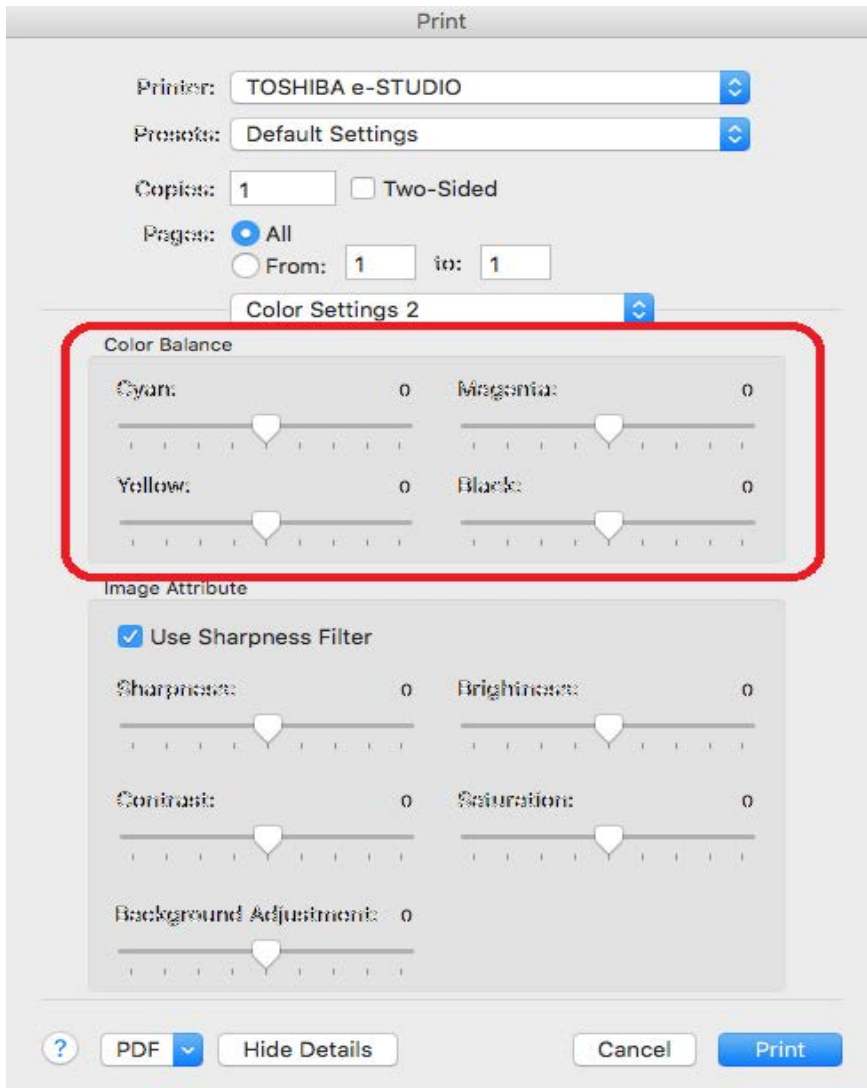 Print
Printer: TOSHIBA e-STUDIO
Presets: Default Settings
Copies: 1 Two-Sided
Pages: All
From: 1 to: 1
Color Settings 2
Color Balance
Cyan: 0 Magenta: 0
Yellow: 0 Black: 0
Image Attribute
Use Sharpness Filter
Sharpness: 0 Brightness: 0
Contrast: 0 Saturation: 0
Background Adjustment: 0
? PDF Hide Details Cancel Print